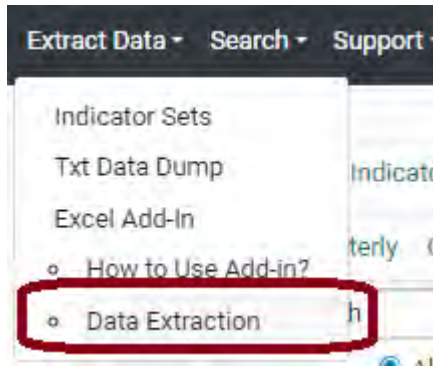 Extract Data Search Support
Indicator Sets
Txt Data Dump
Excel Add-In
How to Use Add-in?
Data Extraction